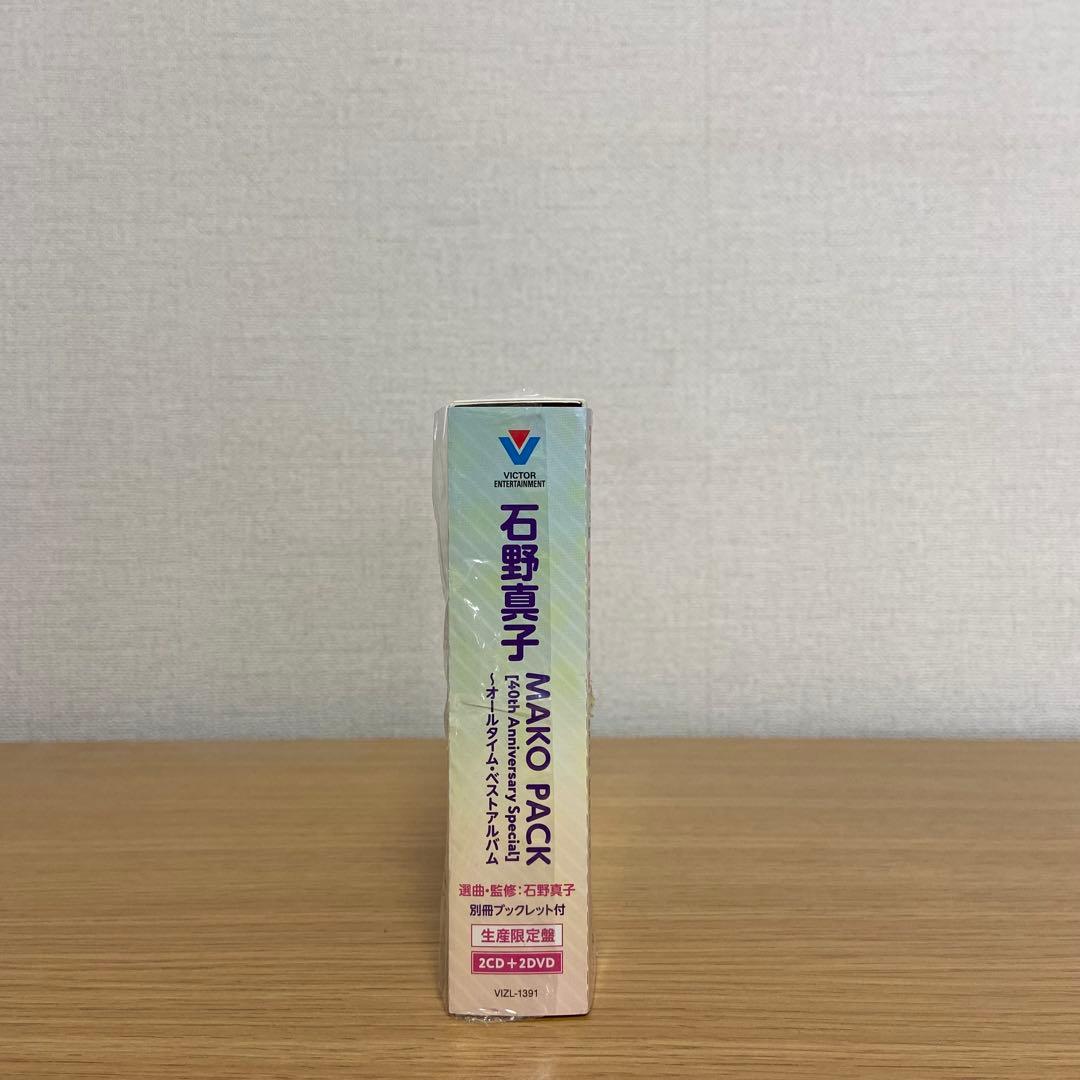 VICTOR
ENTERTAINMENT
石野真子
MAKO PACK
[40th Anniversary Special]
～オールタイム・ベストアルバム
選曲・監修：石野真子
別冊ブックレット付
生産限定盤
2CD＋2DVD
VIZL-1391